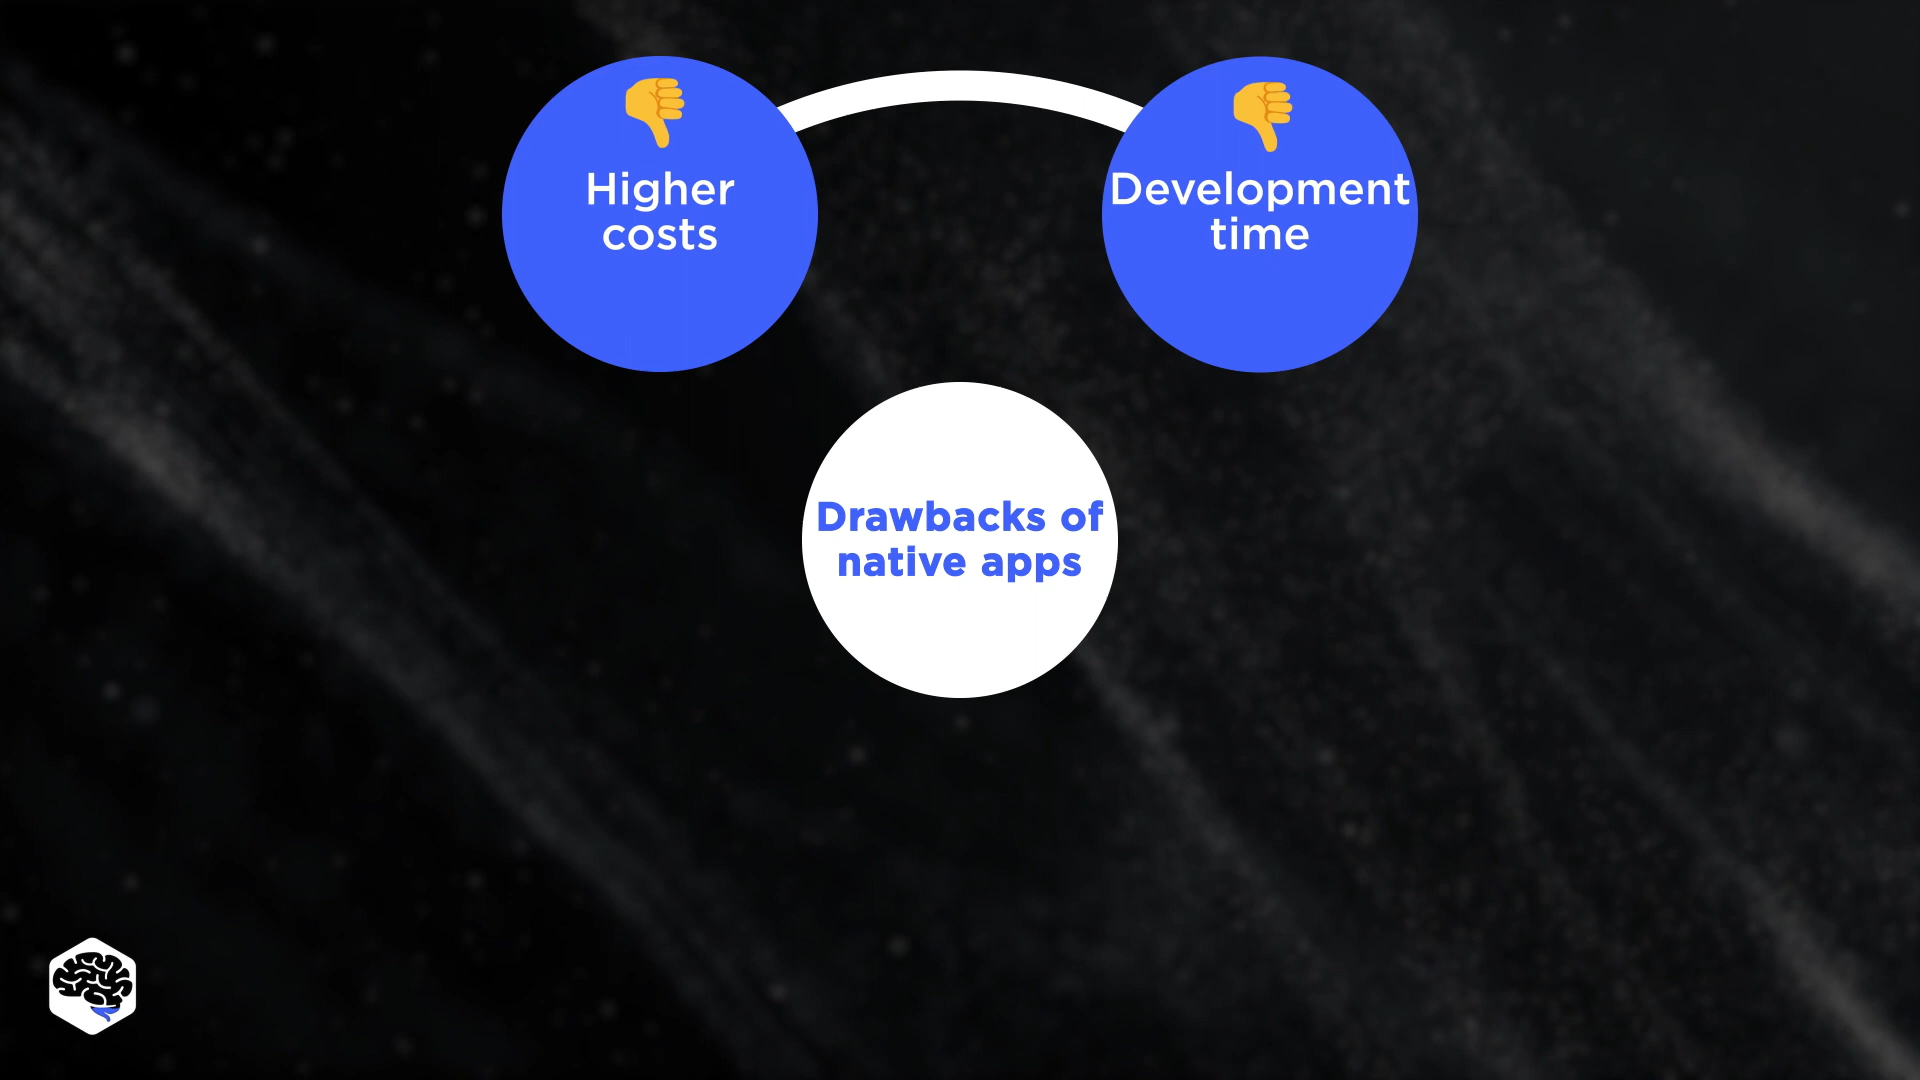 Higher
costs
Development
time
Drawbacks of
native apps